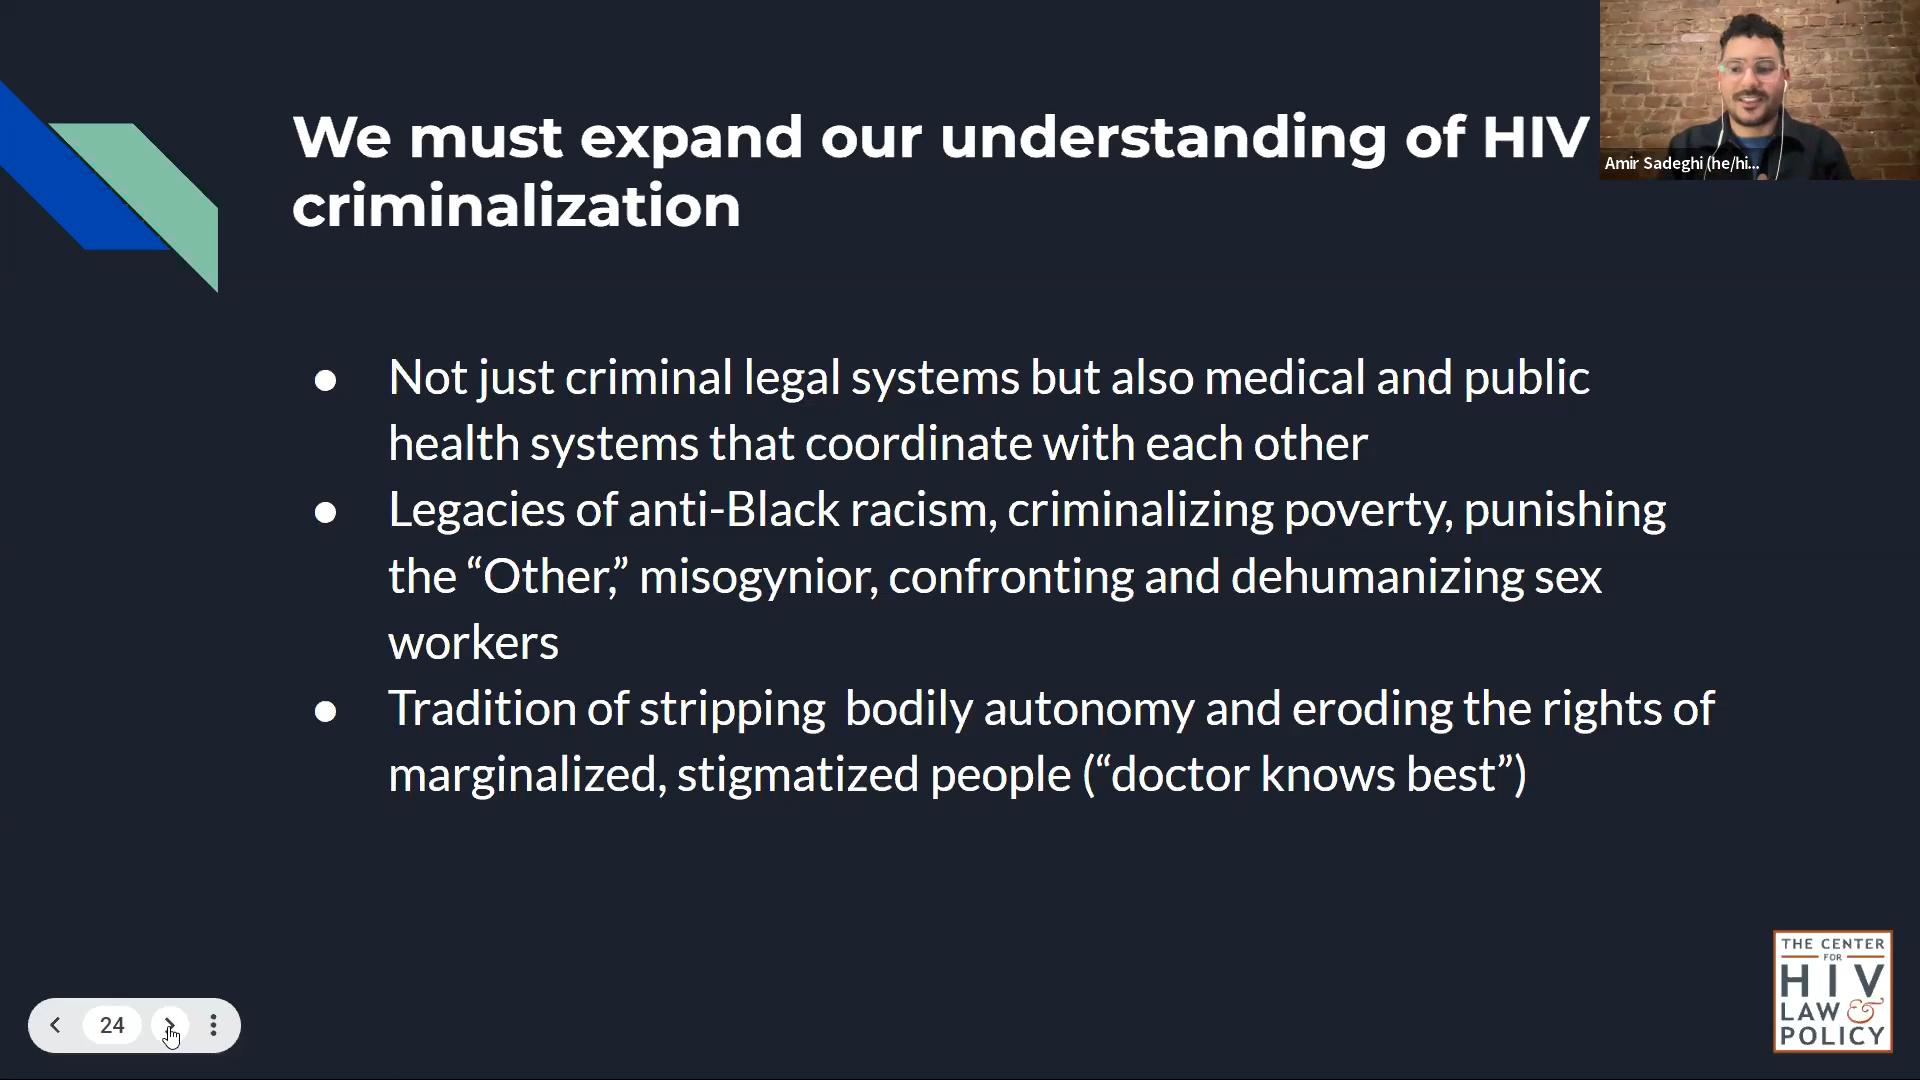 We must expand our understanding of HIV
criminalization
Amir Sadeghi (he/hi...
● Not just criminal legal systems but also medical and public
health systems that coordinate with each other
● Legacies of anti-Black racism, criminalizing poverty, punishing
the “Other,” misogynior, confronting and dehumanizing sex
workers
● Tradition of stripping  bodily autonomy and eroding the rights of
marginalized, stigmatized people (“doctor knows best”)
24
THE CENTER
FOR
HIV
LAW &
POLICY